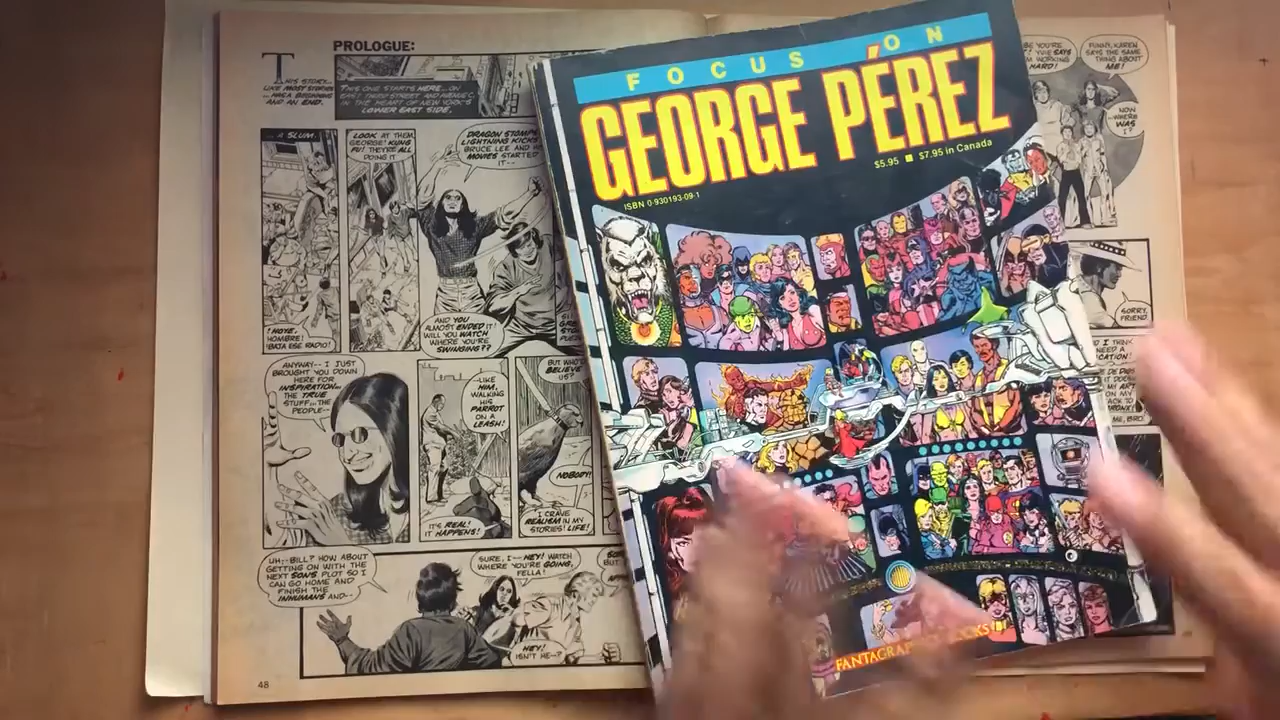 PROLOGUE:
THIS STORY...
LIKE MOST STORIES
...HAS A BEGINNING
AND AN END.
THIS ONE STARTS HERE...ON
EAST THIRD STREET AND AVENUE C,
IN THE HEART OF NEW YORK'S
LOWER EAST SIDE.
...A SLUM.
LOOK AT THEM,
GEORGE! KUNG
FU! THEY'RE ALL
DOING IT
DRAGON STOMPS,
LIGHTNING KICKS
BRUCE LEE AND HIS
MOVIES STARTED
IT--
HOMBRE!
AND YOU
ALMOST ENDED IT!
WILL YOU WATCH
WHERE YOU'RE
SWINGING??
ANYWAY-- I JUST
BROUGHT YOU DOWN
HERE FOR
INSPIRATION...
THE TRUE
STUFF...THE
PEOPLE--
--LIKE
HIM,
WALKING
HIS
PARROT
ON A
LEASH!
IT'S REAL!
IT HAPPENS!
BUT WHO'D
BELIEVE
US?
NOBODY!
I CRAVE
REALISM IN MY
STORIES! LIFE!
UH,-BILL? HOW ABOUT
GETTING ON WITH THE
NEXT SONS PLOT SO I
CAN GO HOME AND
FINISH THE
INHUMANS AND--
SURE, I-- HEY! WATCH
WHERE YOU'RE GOING,
FELLA!
HEY!
ISN'T HE--?
48
FOCUS ON
GEORGE PÉREZ
$5.95 ■ $7.95 in Canada
ISBN 0-930193-09-1
FANTAGRAPHICS BOOKS
FUNNY, KAREN
SAYS THE SAME
THING ABOUT
ME!
NOW
...WHERE
WAS
I?
SORRY,
FRIEND.